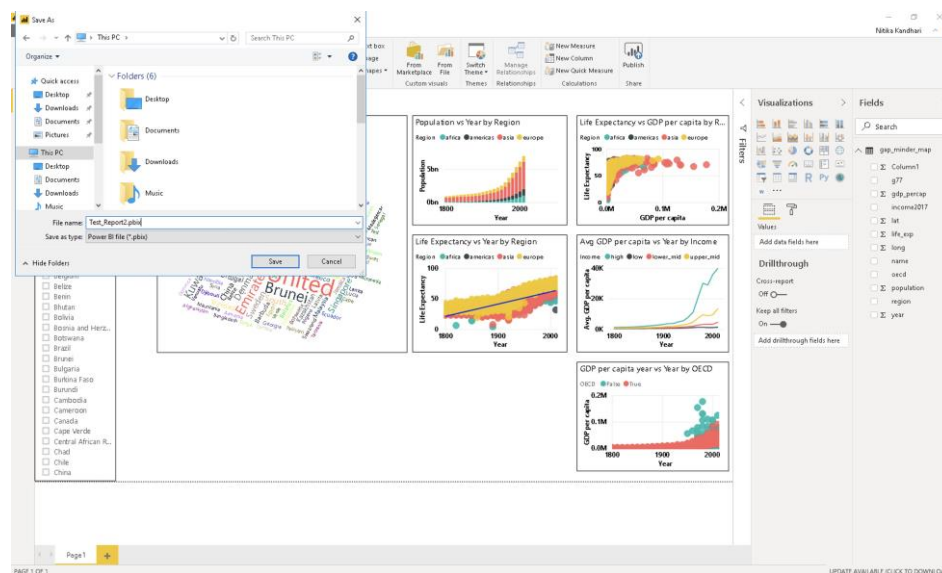 Save As
Nitika Kandhari
This PC
Search This PC
Organize
Quick access
Desktop
Downloads
Documents
Pictures
This PC
Desktop
Documents
Downloads
Music
Folders (6)
Desktop
Documents
Downloads
Music
File name: Test_Report2.pbix
Save as type: Power BI file (*.pbix)
Hide Folders
Save
Cancel
From Marketplace
From File
Custom visuals
Switch Theme
Themes
Manage Relationships
Relationships
New Measure
New Column
New Quick Measure
Calculations
Publish
Share
Belize
Benin
Bhutan
Bolivia
Bosnia and Herz...
Botswana
Brazil
Brunei
Bulgaria
Burkina Faso
Burundi
Cambodia
Cameroon
Canada
Cape Verde
Central African R...
Chad
Chile
China
United
Emirate
Brunei
Population vs Year by Region
Region africa americas asia europe
Population
5bn
0bn
1800 1900 2000
Year
Life Expectancy vs GDP per capita by R...
Region africa americas asia europe
Life Expectancy
100
50
0
0.0M 0.1M 0.2M
GDP per capita
Life Expectancy vs Year by Region
Region africa americas asia europe
Life Expectancy
100
50
0
1800 1900 2000
Year
Avg GDP per capita vs Year by Income
Income high low lower_mid upper_mid
Avg. GDP per capita
40K
20K
0K
1800 1900 2000
Year
GDP per capita year vs Year by OECD
OECD false true
GDP per capita
0.2M
0.1M
0.0M
1800 1900 2000
Year
Filters
Visualizations
Values
Add data fields here
Drillthrough
Cross-report
Off
Keep all filters
On
Add drillthrough fields here
Fields
Search
gap_minder_map
Column1
g77
gdp_percap
income2017
lat
life_exp
long
name
oecd
population
region
year
Page1
PAGE 1 OF 1
UPDATE AVAILABLE (CLICK TO DOWNLO